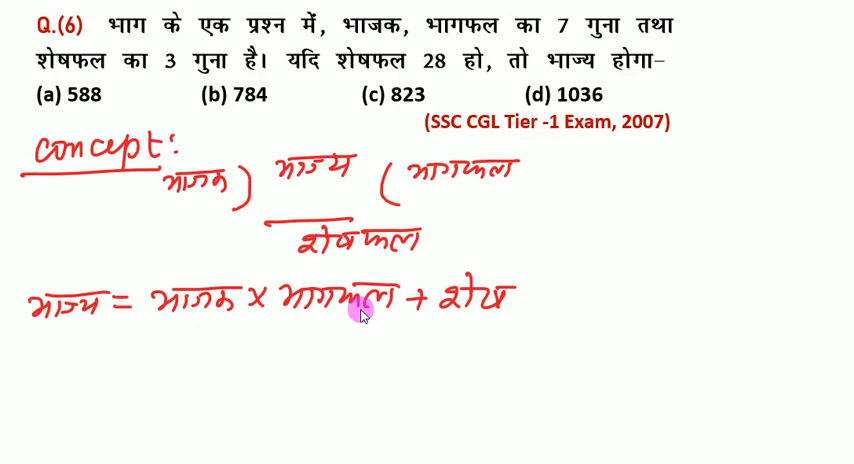 Q.(6) भाग के एक प्रश्न में, भाजक, भागफल का 7 गुना तथा
शेषफल का 3 गुना है। यदि शेषफल 28 हो, तो भाज्य होगा–
(a) 588 (b) 784 (c) 823 (d) 1036
(SSC CGL Tier -1 Exam, 2007)
Concept:
भाजक ) भाज्य ( भागफल
शेषफल
भाज्य = भाजक × भागफल + शेष